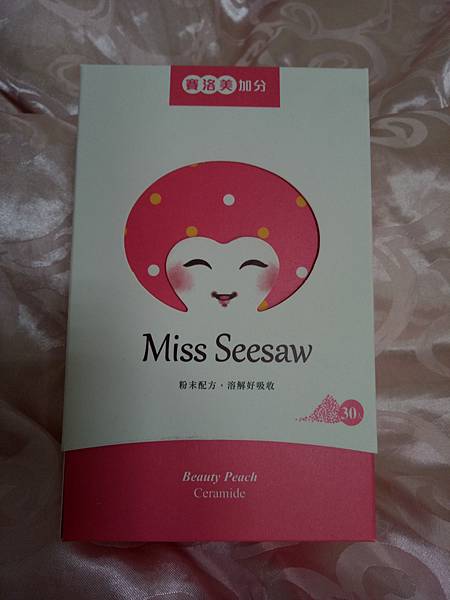 賽洛美加分
Miss Seesaw
粉末配方，溶解好吸收
30入
Beauty Peach
Ceramide